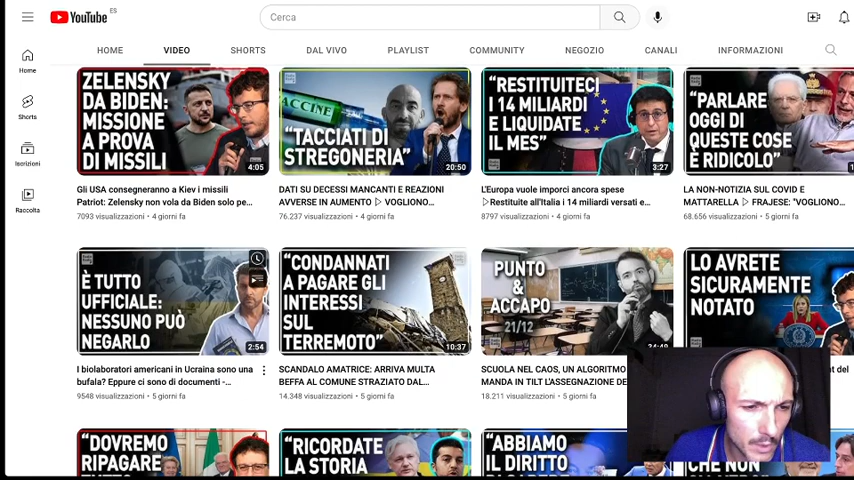 YouTube ES
Cerca
HOME VIDEO SHORTS DAL VIVO PLAYLIST COMMUNITY NEGOZIO CANALI INFORMAZIONI
Home
Shorts
Iscrizioni
Raccolta
ZELENSKY
DA BIDEN:
MISSIONE
A PROVA
DI MISSILI
4:05
VACCINE
"TACCIATI DI
STREGONERIA"
20:50
"RESTITUITECI
I 14 MILIARDI
E LIQUIDATE
IL MES"
3:27
"PARLARE
OGGI DI
QUESTE COSE
È RIDICOLO"
Gli USA consegneranno a Kiev i missili
Patriot: Zelensky non vola da Biden solo pe...
7093 visualizzazioni • 4 giorni fa
DATI SU DECESSI MANCANTI E REAZIONI
AVVERSE IN AUMENTO ▷ VOGLIONO...
76.237 visualizzazioni • 4 giorni fa
L'Europa vuole imporci ancora spese
▷Restituite all'Italia i 14 miliardi versati e...
8797 visualizzazioni • 4 giorni fa
LA NON-NOTIZIA SUL COVID E
MATTARELLA ▷ FRAJESE: "VOGLIONO...
68.656 visualizzazioni • 5 giorni fa
È TUTTO
UFFICIALE:
NESSUNO PUÒ
NEGARLO
2:54
"CONDANNATI
A PAGARE GLI
INTERESSI
SUL
TERREMOTO"
10:37
PUNTO
&
ACCAPO
21/12
LO AVRETE
SICURAMENTE
NOTATO
I biolaboratori americani in Ucraina sono una
bufala? Eppure ci sono di documenti -...
9548 visualizzazioni • 5 giorni fa
SCANDALO AMATRICE: ARRIVA MULTA
BEFFA AL COMUNE STRAZIATO DAL...
14.348 visualizzazioni • 5 giorni fa
SCUOLA NEL CAOS, UN ALGORITMO
MANDA IN TILT L'ASSEGNAZIONE DE
18.211 visualizzazioni • 5 giorni fa
"DOVREMO
RIPAGARE
"RICORDATE
LA STORIA
"ABBIAMO
IL DIRITTO